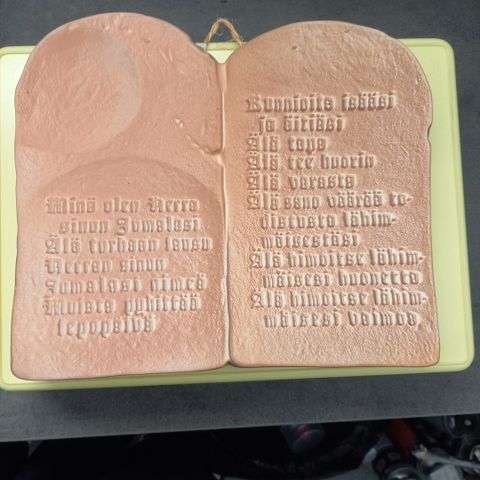 Minä olen Herra
sinun Jumalasi
Älä turhaan lausu
Herran sinun
Jumalasi nimeä
Muista pyhittää
lepopäivä
Kunnioita isääsi
ja äitiäsi
Älä tapa
Älä tee huorin
Älä varasta
Älä sano väärää to-
distusta lähim-
mäisestäsi
Älä himoitse lähim-
mäisesi huonetta
Älä himoitse lähim-
mäisesi vaimoa